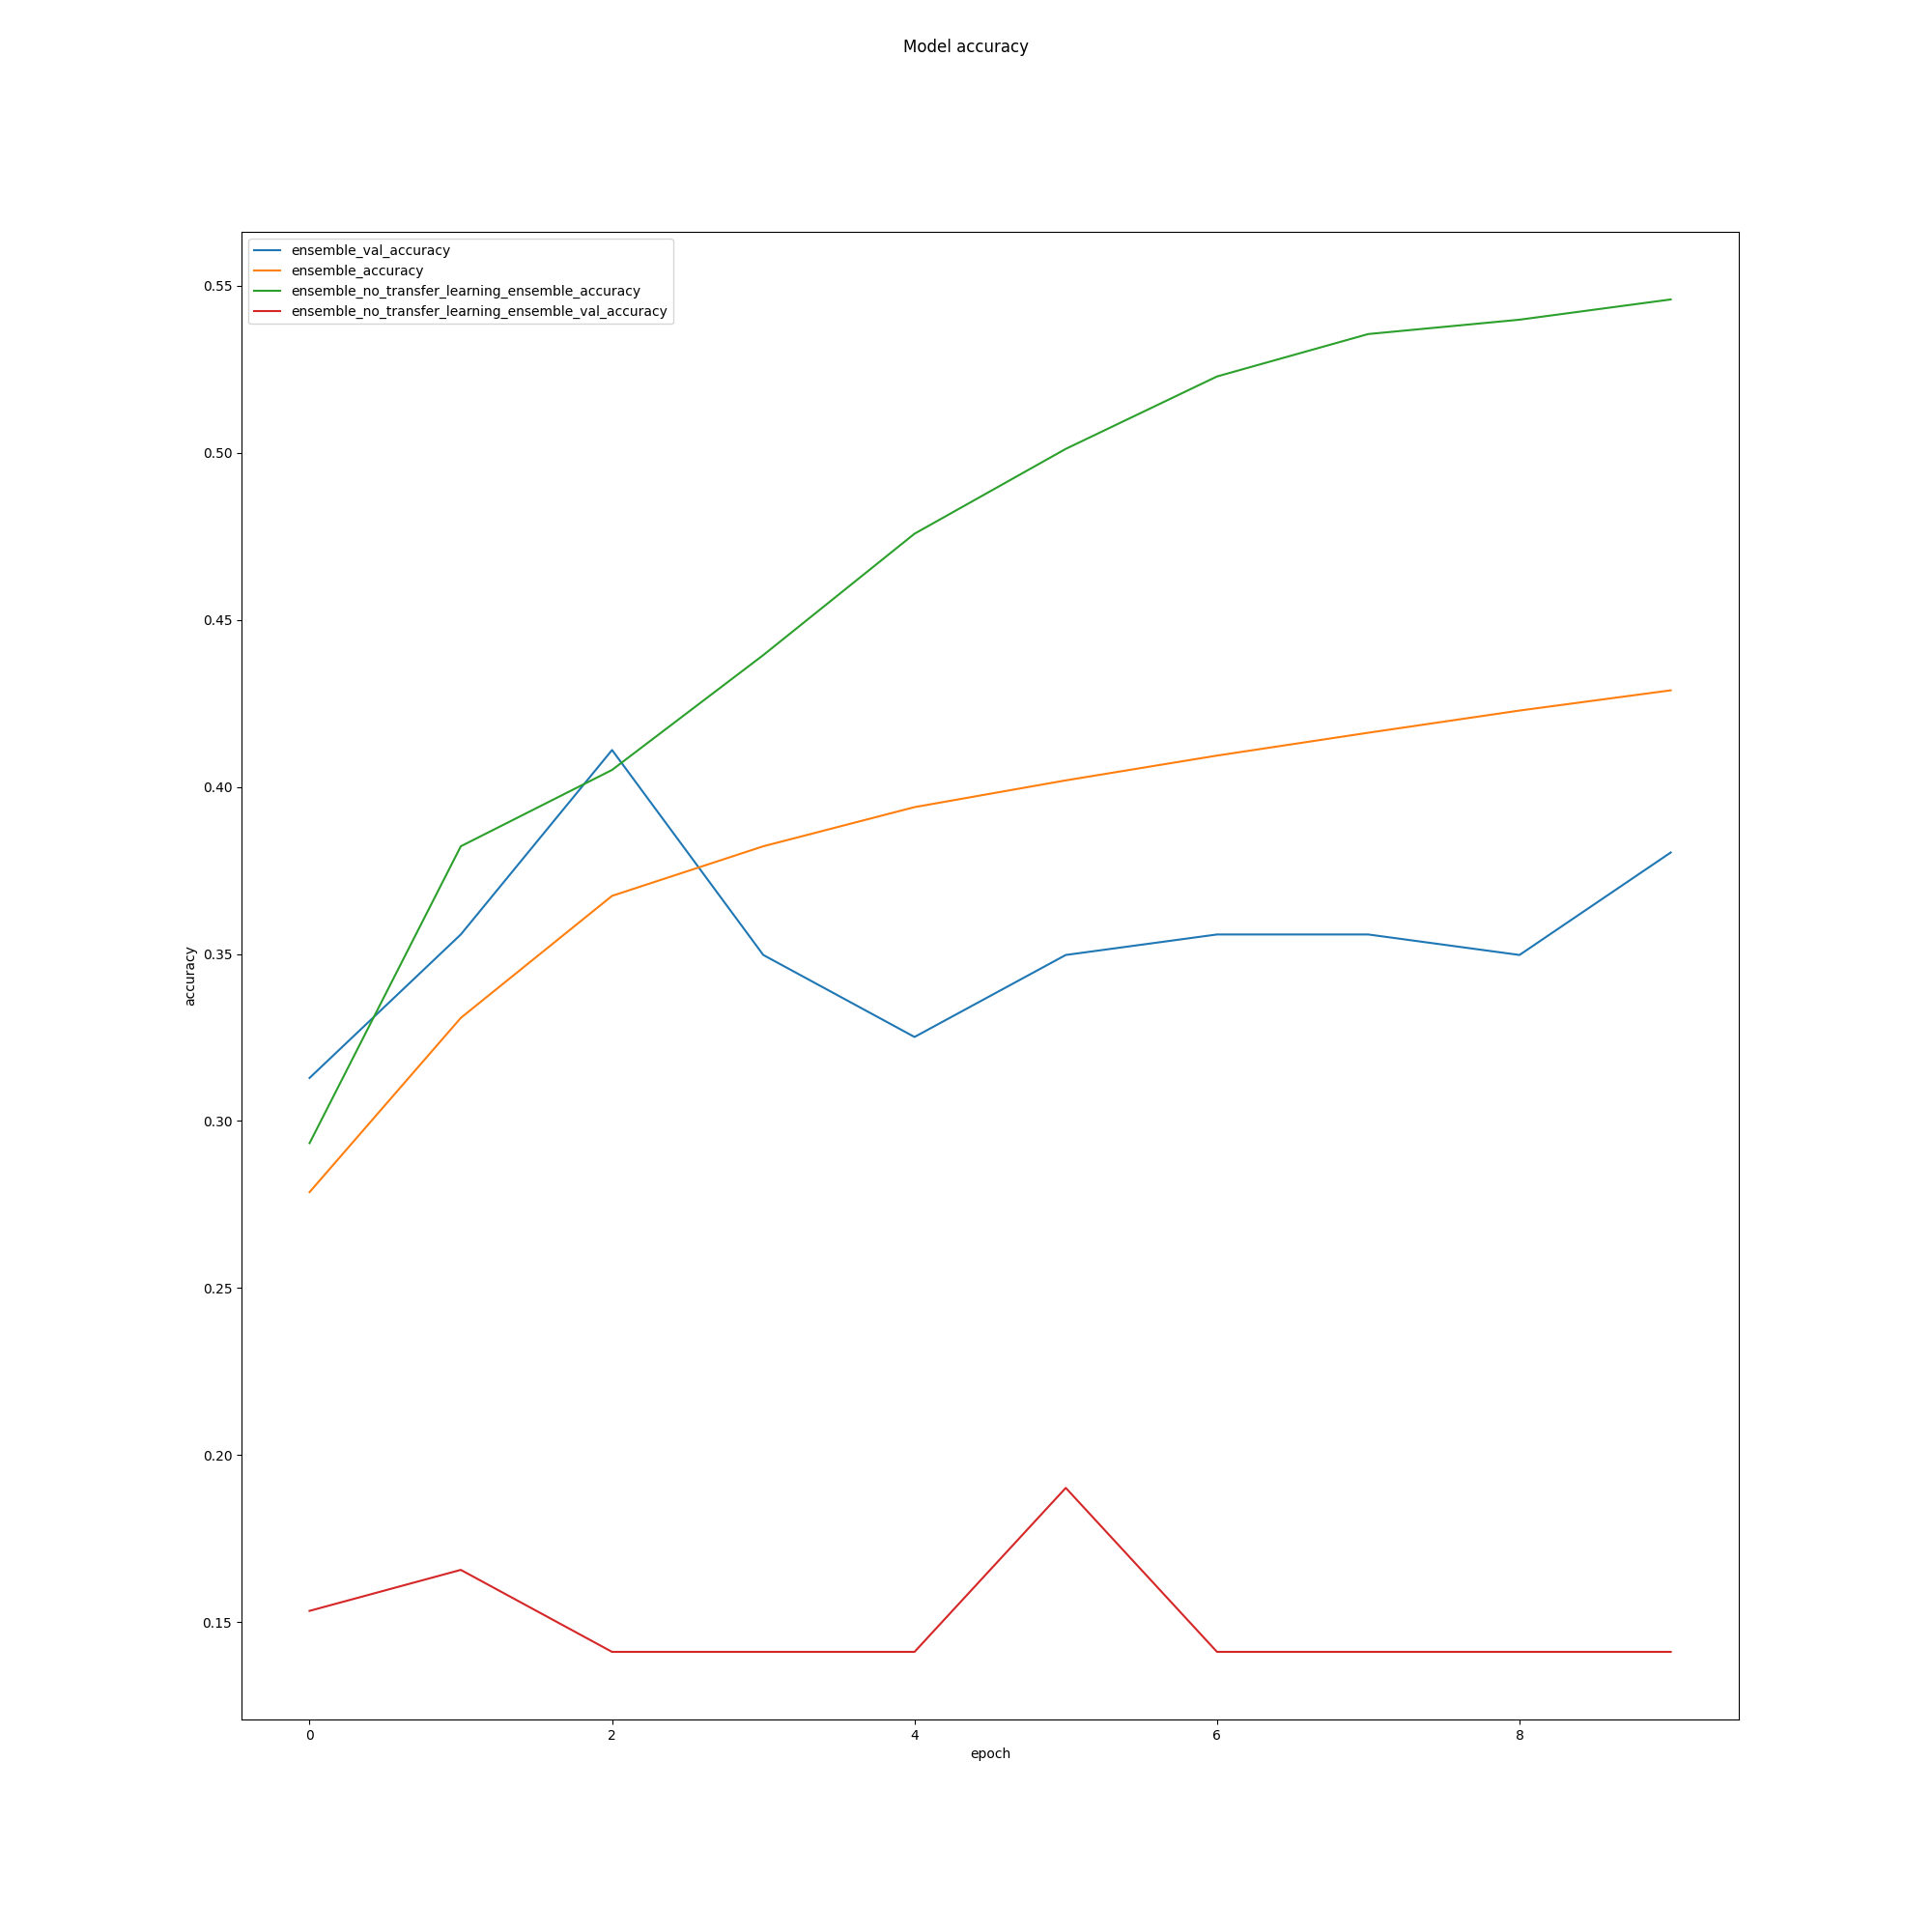 Model accuracy
ensemble_val_accuracy
ensemble_accuracy
ensemble_no_transfer_learning_ensemble_accuracy
ensemble_no_transfer_learning_ensemble_val_accuracy
0.55
0.50
0.45
0.40
0.35
0.30
0.25
0.20
0.15
accuracy
0 2 4 6 8
epoch